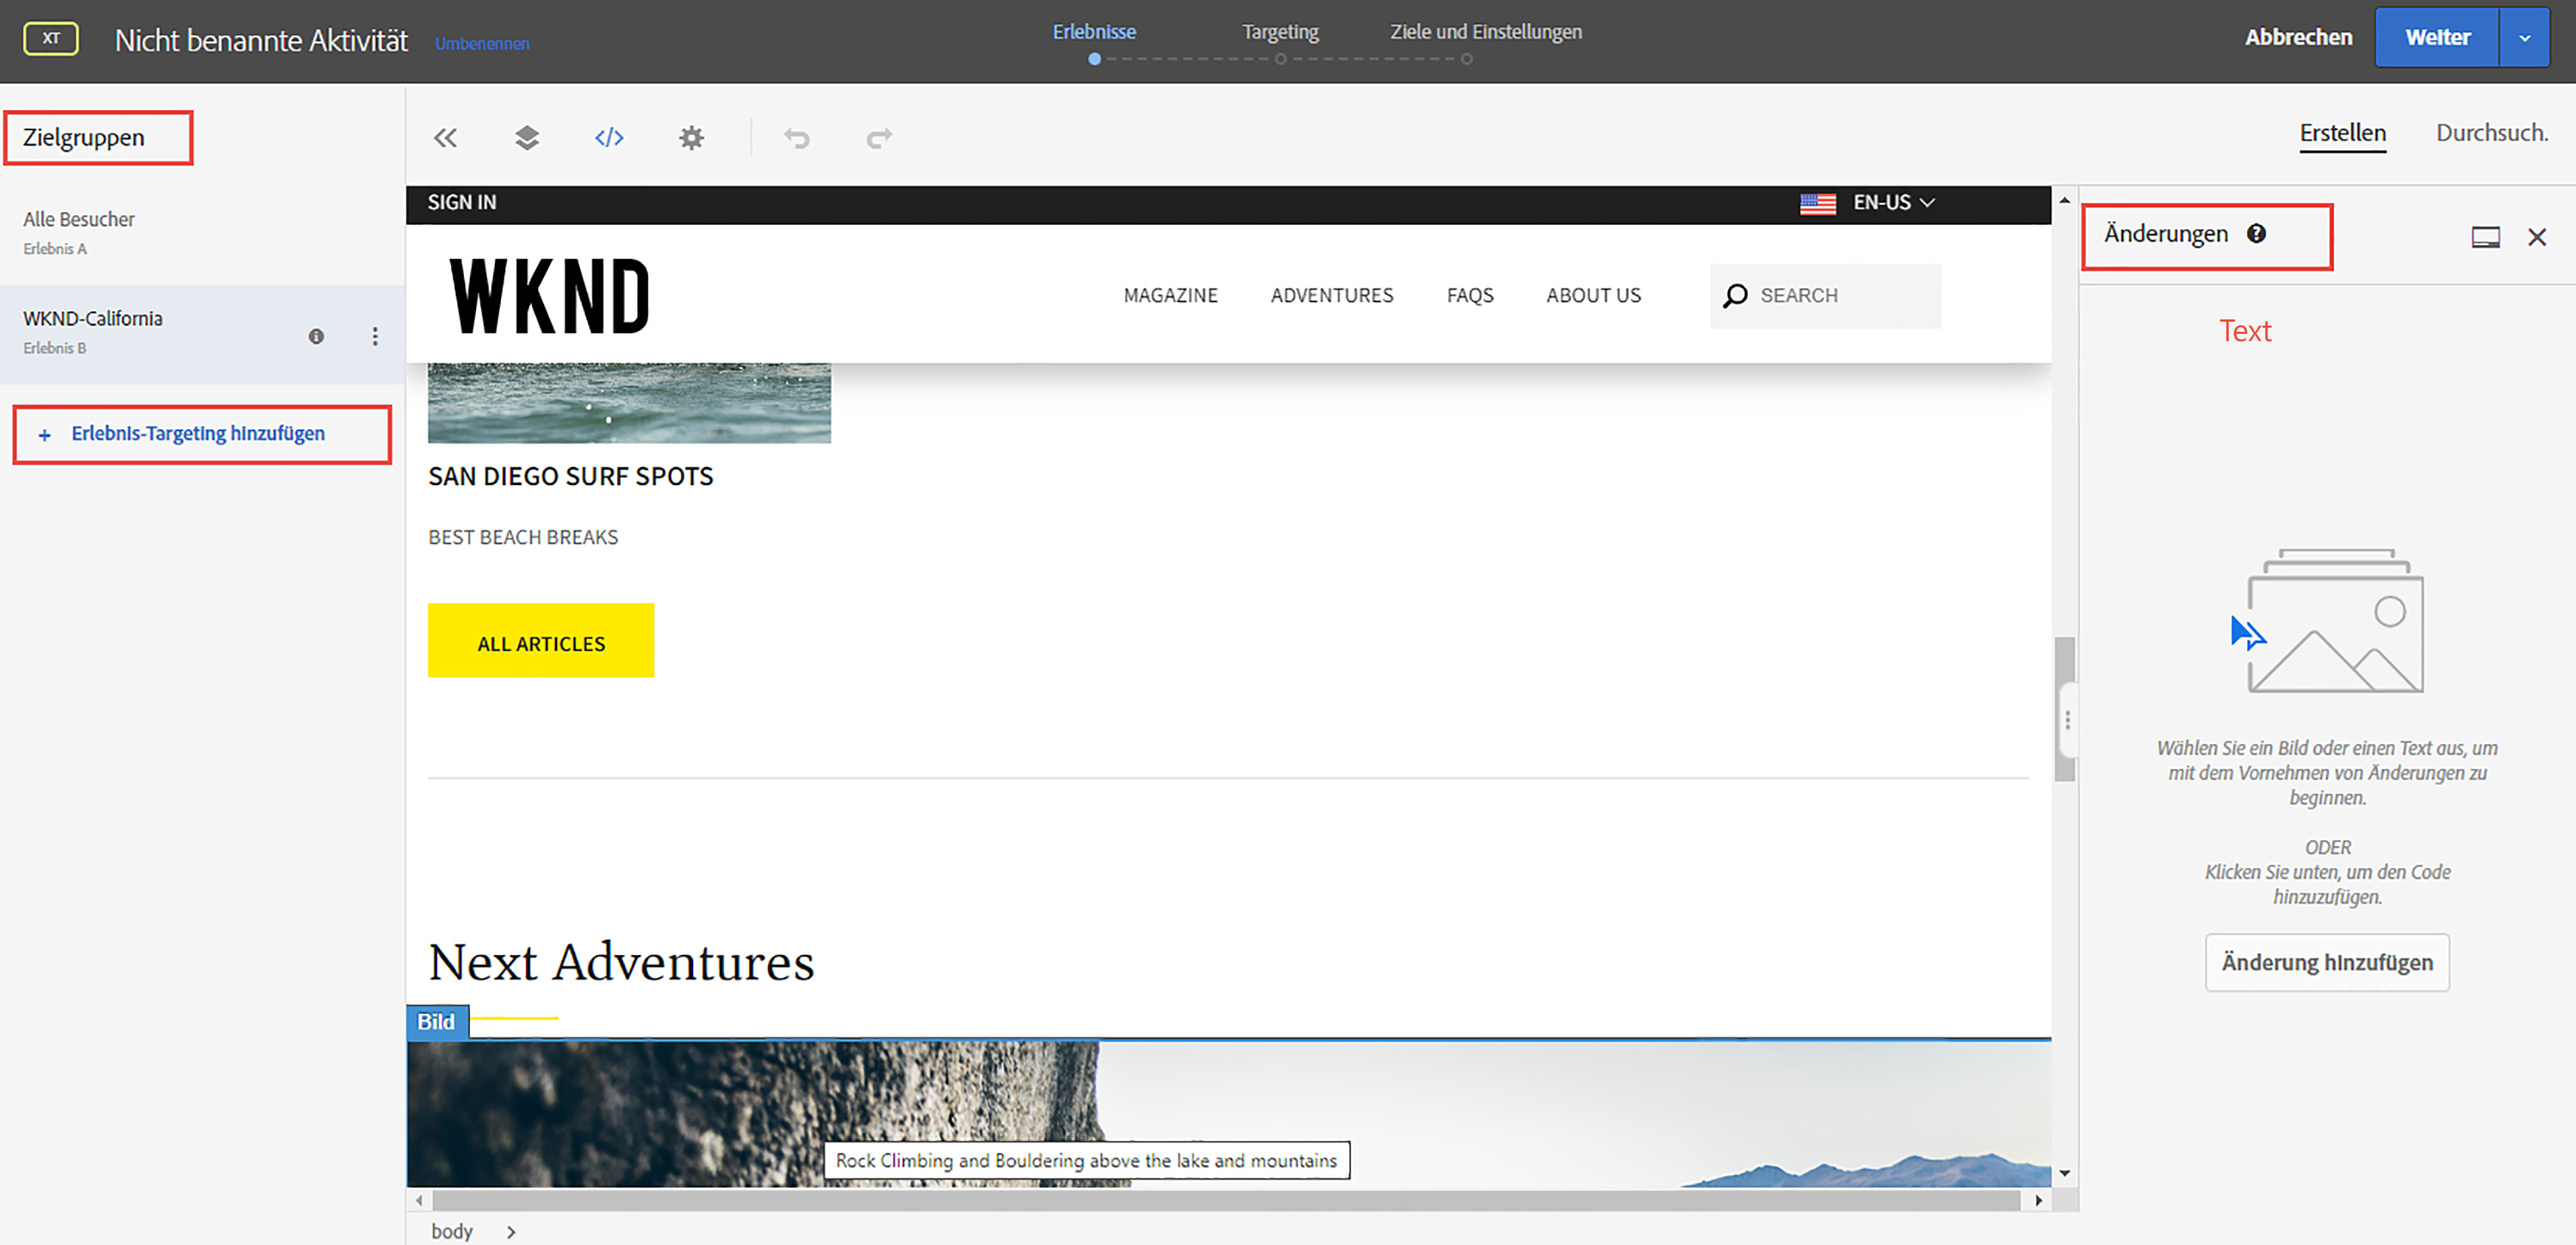 XT
Nicht benannte Aktivität
Umbenennen
Erlebnisse
Targeting
Ziele und Einstellungen
Abbrechen
Weiter
Zielgruppen
Erstellen
Durchsuch.
Alle Besucher
Erlebnis A
WKND-California
Erlebnis B
+ Erlebnis-Targeting hinzufügen
SIGN IN
EN-US
WKND
MAGAZINE
ADVENTURES
FAQS
ABOUT US
SEARCH
SAN DIEGO SURF SPOTS
BEST BEACH BREAKS
ALL ARTICLES
Next Adventures
Bild
Rock Climbing and Bouldering above the lake and mountains
body
Änderungen
Text
Wählen Sie ein Bild oder einen Text aus, um
mit dem Vornehmen von Änderungen zu
beginnen.
ODER
Klicken Sie unten, um den Code
hinzuzufügen.
Änderung hinzufügen